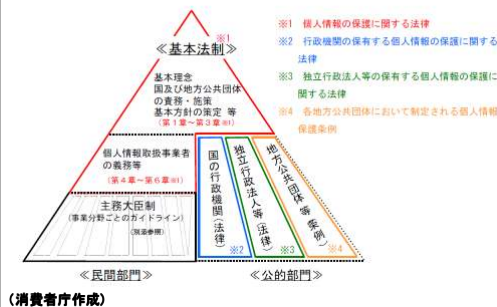 ※1
≪基本法制≫
基本理念
国及び地方公共団体
の責務・施策
基本方針の策定 等
(第1章~第3章※1)
個人情報取扱事業者
の義務等
(第4章~第6章※1)
主務大臣制
(事業分野ごとのガイドライン)
(別添参照)
国の行政機関(法律)
※2
独立行政法人等(法律)
※3
地方公共団体等(条例)
※4
≪民間部門≫
≪公的部門≫
※1 個人情報の保護に関する法律
※2 行政機関の保有する個人情報の保護に関する
法律
※3 独立行政法人等の保有する個人情報の保護に
関する法律
※4 各地方公共団体において制定される個人情報
保護条例
(消費者庁作成)